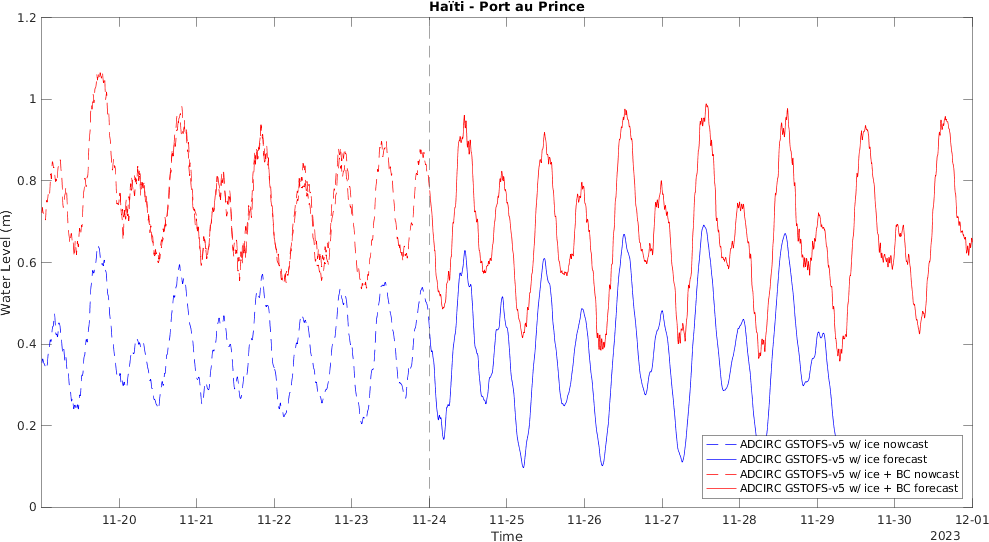 Haïti - Port au Prince
1.2
1
0.8
0.6
0.4
0.2
0
Water Level (m)
ADCIRC GSTOFS-v5 w/ ice nowcast
ADCIRC GSTOFS-v5 w/ ice forecast
ADCIRC GSTOFS-v5 w/ ice + BC nowcast
ADCIRC GSTOFS-v5 w/ ice + BC forecast
11-20 11-21 11-22 11-23 11-24 11-25 11-26 11-27 11-28 11-29 11-30 12-01
Time
2023